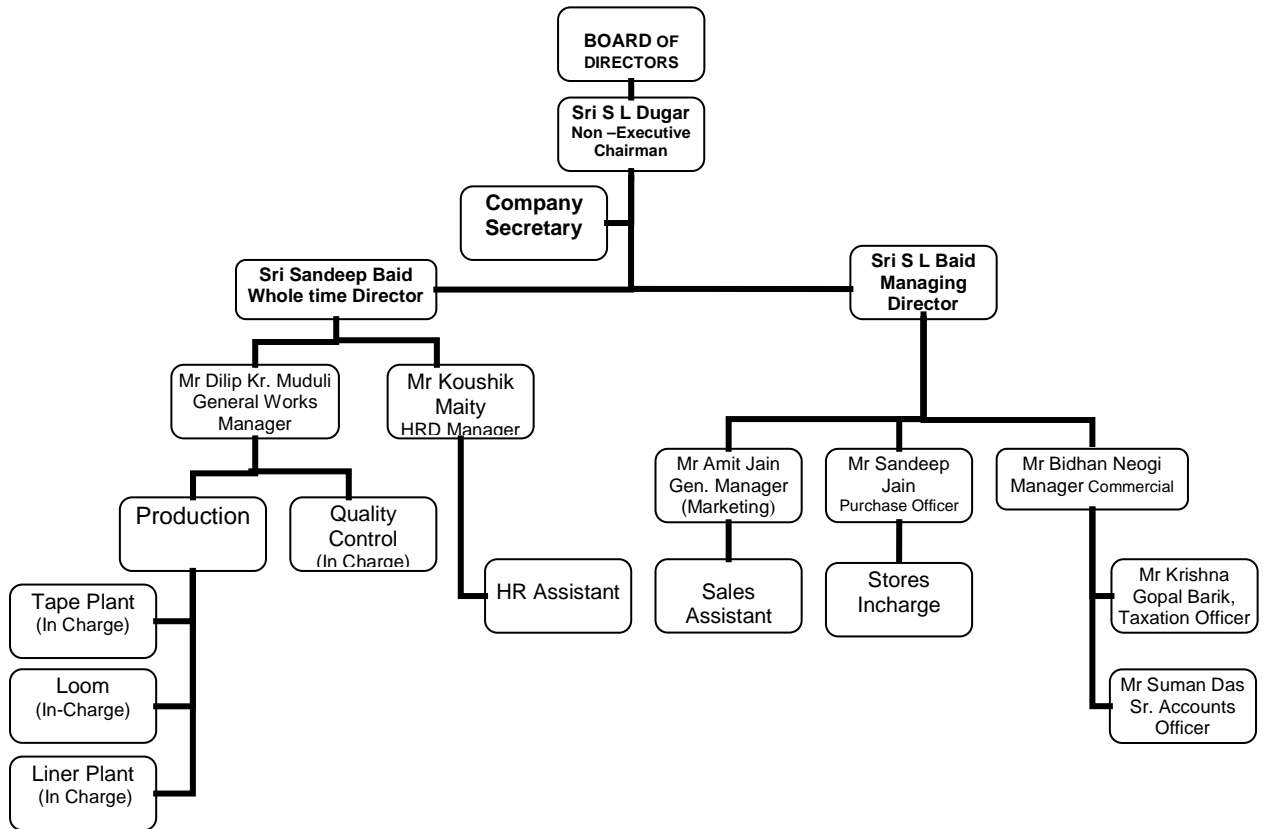 BOARD OF
DIRECTORS
Sri S L Dugar
Non –Executive
Chairman
Company
Secretary
Sri Sandeep Baid
Whole time Director
Sri S L Baid
Managing
Director
Mr Dilip Kr. Muduli
General Works
Manager
Mr Koushik
Maity
HRD Manager
Mr Amit Jain
Gen. Manager
(Marketing)
Mr Sandeep
Jain
Purchase Officer
Mr Bidhan Neogi
Manager Commercial
Production
Quality
Control
(In Charge)
HR Assistant
Sales
Assistant
Stores
Incharge
Mr Krishna
Gopal Barik,
Taxation Officer
Tape Plant
(In Charge)
Loom
(In-Charge)
Mr Suman Das
Sr. Accounts
Officer
Liner Plant
(In Charge)